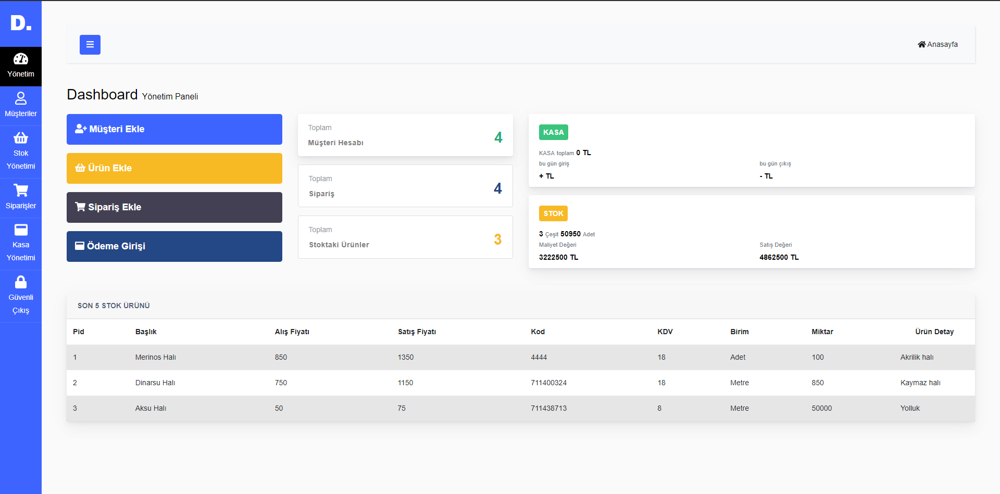 D.
Yönetim
Müşteriler
Stok
Yönetimi
Siparişler
Kasa
Yönetimi
Güvenli
Çıkış
Anasayfa
Dashboard Yönetim Paneli
Müşteri Ekle
Ürün Ekle
Sipariş Ekle
Ödeme Girişi
Toplam
Müşteri Hesabı
4
Toplam
Sipariş
4
Toplam
Stoktaki Ürünler
3
KASA
KASA toplam 0 TL
bu gün giriş
+ TL
bu gün çıkış
- TL
STOK
3 Çeşit 50950 Adet
Maliyet Değeri
3222500 TL
Satış Değeri
4862500 TL
SON 5 STOK ÜRÜNÜ
Pid Başlık Alış Fiyatı Satış Fiyatı Kod KDV Birim Miktar Ürün Detay
1 Merinos Halı 850 1350 4444 18 Adet 100 Akrilik halı
2 Dinarsu Halı 750 1150 711400324 18 Metre 850 Kaymaz halı
3 Aksu Halı 50 75 711438713 8 Metre 50000 Yolluk